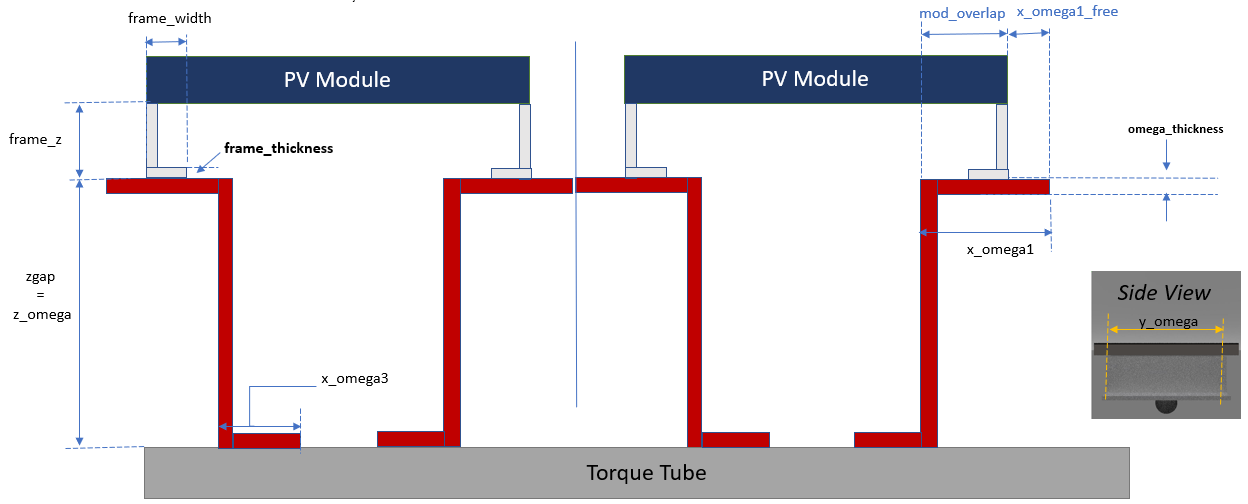 frame_width
mod_overlap
x_omega1_free
PV Module
PV Module
frame_z
frame_thickness
omega_thickness
x_omega1
zgap
=
z_omega
Side View
y_omega
x_omega3
Torque Tube